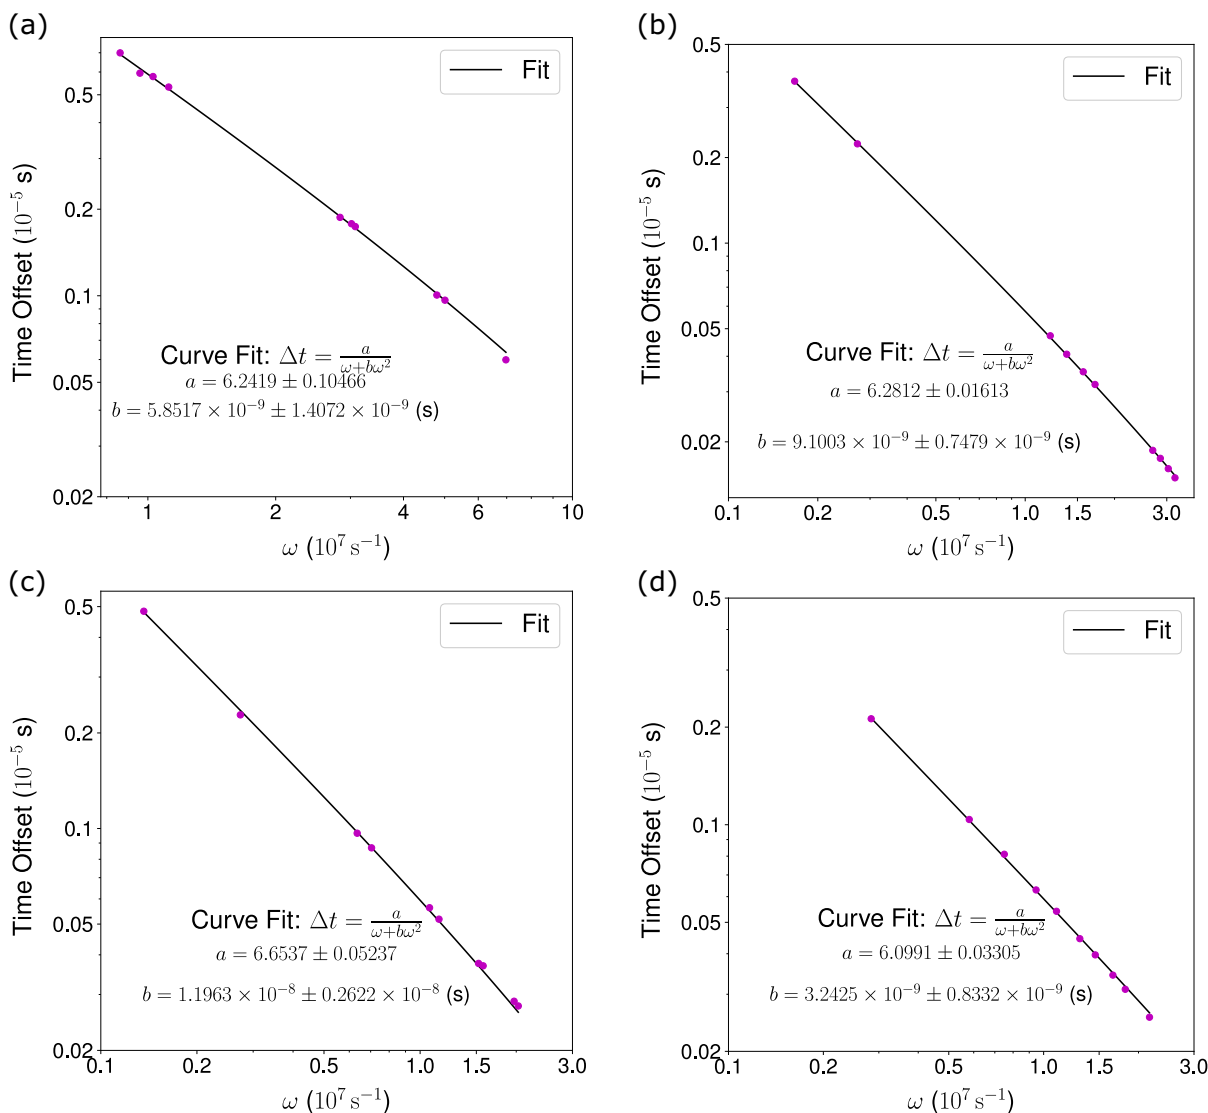 (a)
Fit
0.5
0.2
0.1
0.05
0.02
Time Offset (10⁻⁵ s)
Curve Fit: Δt = a/(ω+bω²)
a = 6.2419 ± 0.10466
b = 5.8517 × 10⁻⁹ ± 1.4072 × 10⁻⁹ (s)
1 2 4 6 10
ω (10⁷ s⁻¹)
(b)
Fit
0.5
0.2
0.1
0.05
0.02
Time Offset (10⁻⁵ s)
Curve Fit: Δt = a/(ω+bω²)
a = 6.2812 ± 0.01613
b = 9.1003 × 10⁻⁹ ± 0.7479 × 10⁻⁹ (s)
0.1 0.2 0.5 1.0 1.5 3.0
ω (10⁷ s⁻¹)
(c)
Fit
0.5
0.2
0.1
0.05
0.02
Time Offset (10⁻⁵ s)
Curve Fit: Δt = a/(ω+bω²)
a = 6.6537 ± 0.05237
b = 1.1963 × 10⁻⁸ ± 0.2622 × 10⁻⁸ (s)
0.1 0.2 0.5 1.0 1.5 3.0
ω (10⁷ s⁻¹)
(d)
Fit
0.5
0.2
0.1
0.05
0.02
Time Offset (10⁻⁵ s)
Curve Fit: Δt = a/(ω+bω²)
a = 6.0991 ± 0.03305
b = 3.2425 × 10⁻⁹ ± 0.8332 × 10⁻⁹ (s)
0.1 0.2 0.5 1.0 1.5 3.0
ω (10⁷ s⁻¹)